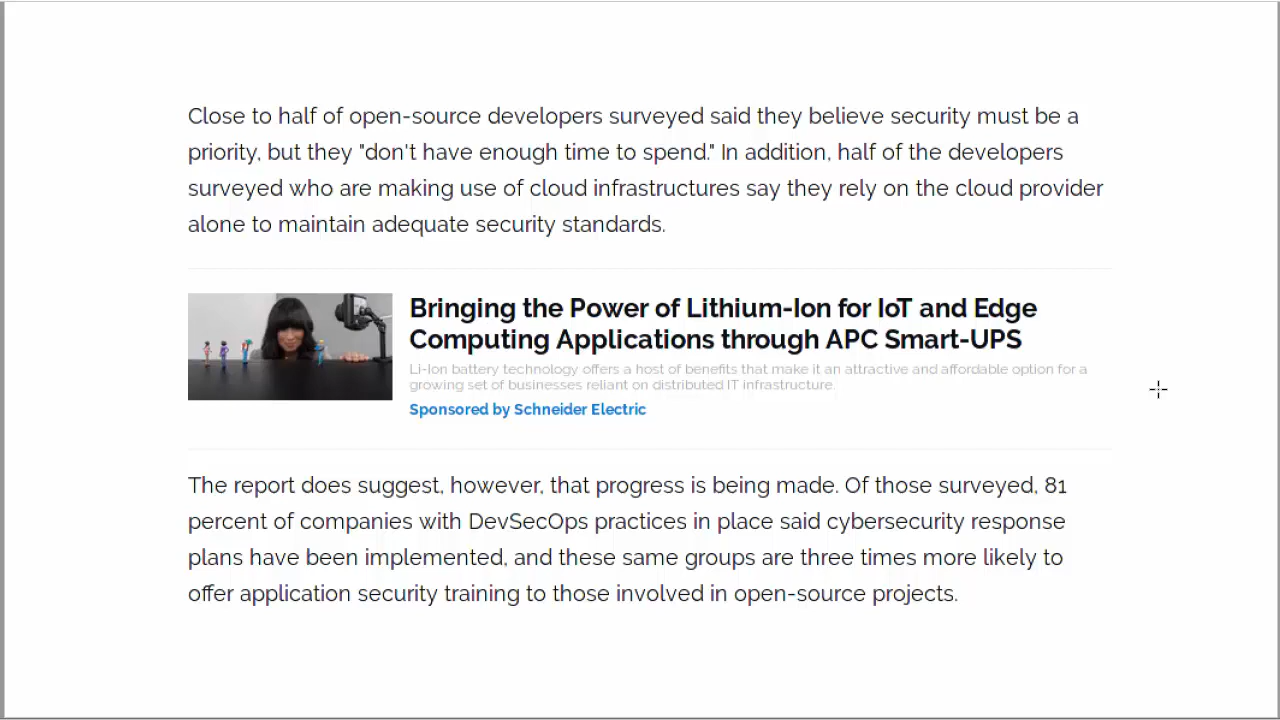 Close to half of open-source developers surveyed said they believe security must be a
priority, but they "don't have enough time to spend." In addition, half of the developers
surveyed who are making use of cloud infrastructures say they rely on the cloud provider
alone to maintain adequate security standards.
Bringing the Power of Lithium-Ion for IoT and Edge
Computing Applications through APC Smart-UPS
Li-Ion battery technology offers a host of benefits that make it an attractive and affordable option for a
growing set of businesses reliant on distributed IT infrastructure.
Sponsored by Schneider Electric
The report does suggest, however, that progress is being made. Of those surveyed, 81
percent of companies with DevSecOps practices in place said cybersecurity response
plans have been implemented, and these same groups are three times more likely to
offer application security training to those involved in open-source projects.